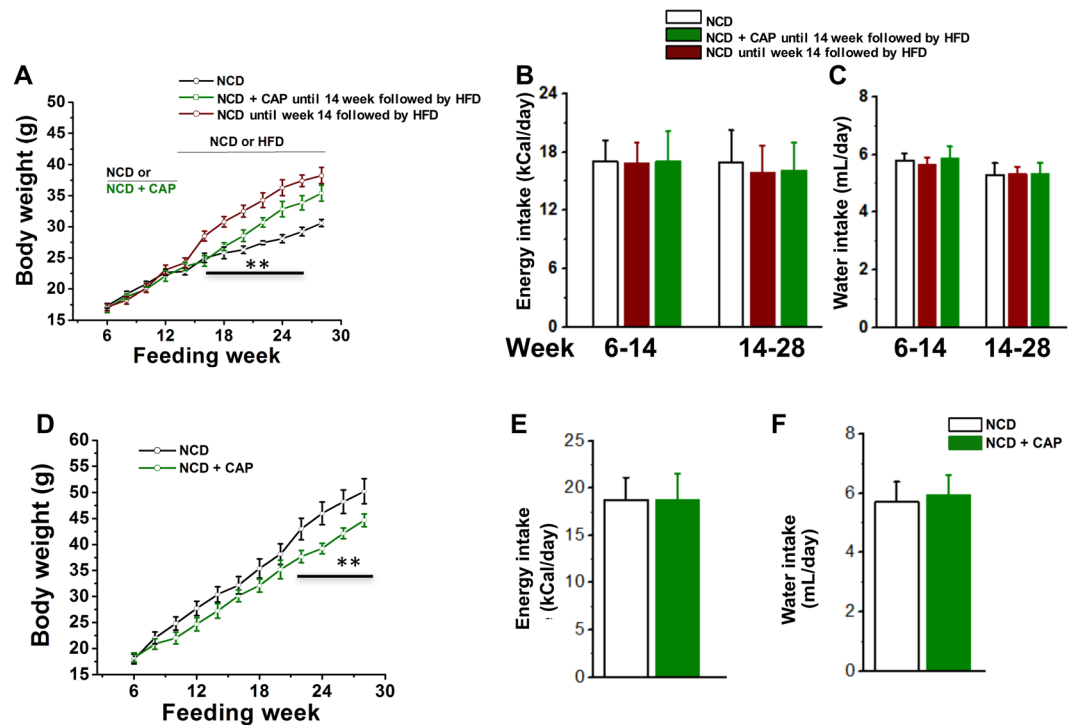 NCD
NCD + CAP until 14 week followed by HFD
NCD until week 14 followed by HFD
A
NCD
NCD + CAP until 14 week followed by HFD
NCD until week 14 followed by HFD
NCD or HFD
NCD or
NCD + CAP
Body weight (g)
50
45
40
35
30
25
20
15
**
6
12
18
24
30
Feeding week
B
Energy intake (kCal/day)
24
18
12
6
0
Week
6-14
14-28
C
Water intake (mL/day)
8
6
4
2
0
6-14
14-28
D
NCD
NCD + CAP
Body weight (g)
60
55
50
45
40
35
30
25
20
15
**
6
12
18
24
30
Feeding week
E
Energy intake
(kCal/day)
25
20
15
10
5
0
F
NCD
NCD + CAP
Water intake
(mL/day)
8
6
4
2
0